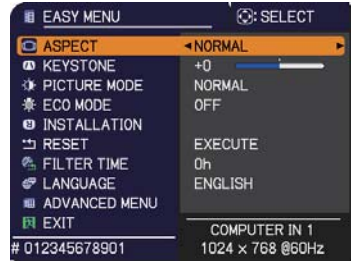 EASY MENU : SELECT
ASPECT NORMAL
KEYSTONE +0
PICTURE MODE NORMAL
ECO MODE OFF
INSTALLATION
RESET EXECUTE
FILTER TIME 0h
LANGUAGE ENGLISH
ADVANCED MENU
EXIT COMPUTER IN 1
# 012345678901 1024 × 768 @60Hz